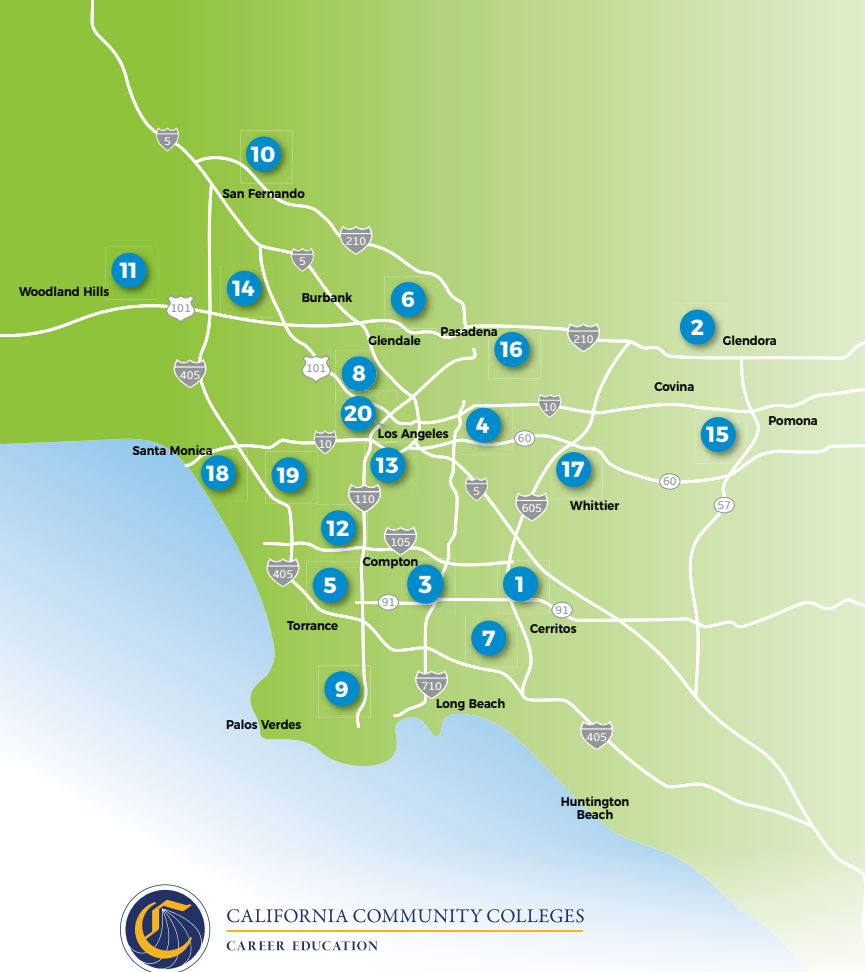 5
10
San Fernando
210
5
11
Woodland Hills
14
101
Burbank
6
Glendale
Pasadena
16
210
2
Glendora
405
101
8
Covina
20
10
Los Angeles
4
60
15
Pomona
Santa Monica
10
18
19
13
17
60
110
5
605
Whittier
57
12
105
Compton
405
5
91
3
1
91
Torrance
7
Cerritos
9
710
Long Beach
Palos Verdes
405
Huntington
Beach
C
CALIFORNIA COMMUNITY COLLEGES
CAREER EDUCATION